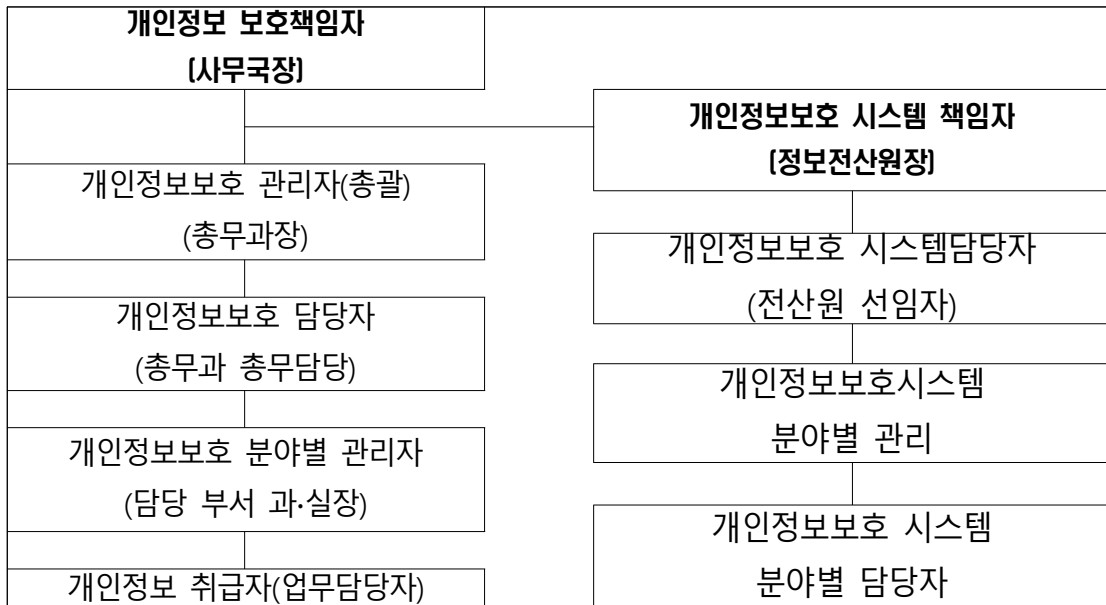 개인정보 보호책임자
(사무국장)
개인정보보호 시스템 책임자
(정보전산원장)
개인정보보호 관리자(총괄)
(총무과장)
개인정보보호 시스템담당자
(전산원 선임자)
개인정보보호 담당자
(총무과 총무담당)
개인정보보호시스템
분야별 관리
개인정보보호 분야별 관리자
(담당 부서 과·실장)
개인정보보호 시스템
분야별 담당자
개인정보 취급자(업무담당자)